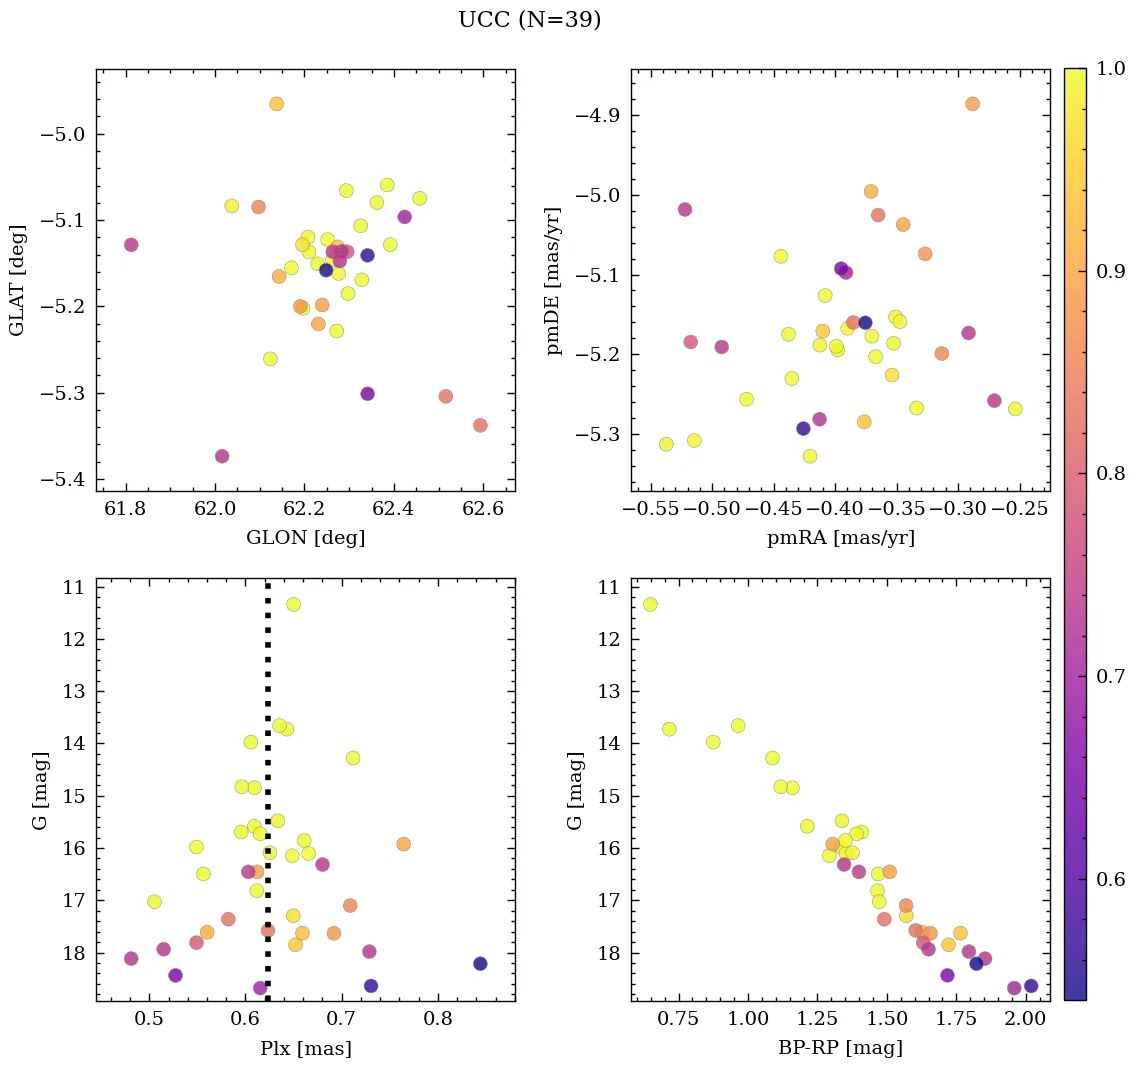 UCC (N=39)
−5.0
−5.1
−5.2
−5.3
−5.4
GLAT [deg]
61.8 62.0 62.2 62.4 62.6
GLON [deg]
−4.9
−5.0
−5.1
−5.2
−5.3
pmDE [mas/yr]
−0.55 −0.50 −0.45 −0.40 −0.35 −0.30 −0.25
pmRA [mas/yr]
1.0
0.9
0.8
0.7
0.6
11
12
13
14
15
16
17
18
G [mag]
0.5 0.6 0.7 0.8
Plx [mas]
11
12
13
14
15
16
17
18
G [mag]
0.75 1.00 1.25 1.50 1.75 2.00
BP-RP [mag]